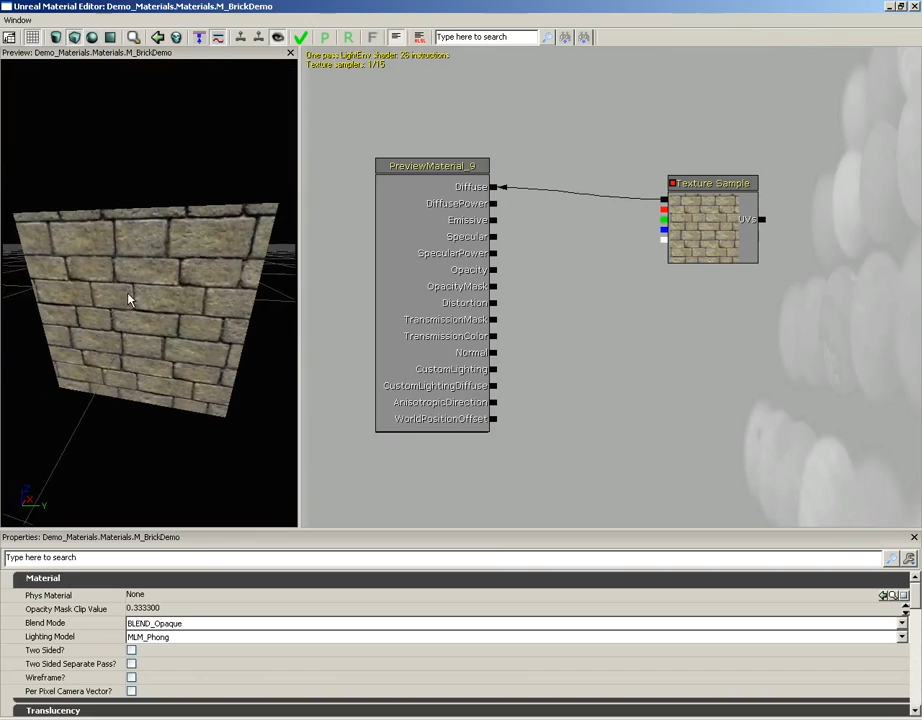 Unreal Material Editor: Demo_Materials.Materials.M_BrickDemo
Window
P R F HLSL Type here to search
Preview: Demo_Materials.Materials.M_BrickDemo
One pass LightEnv shader: 26 instructions
Texture samplers: 1/15
PreviewMaterial_9
Diffuse
DiffusePower
Emissive
Specular
SpecularPower
Opacity
OpacityMask
Distortion
TransmissionMask
TransmissionColor
Normal
CustomLighting
CustomLightingDiffuse
AnisotropicDirection
WorldPositionOffset
Texture Sample
UVs
Z
X
Y
Properties: Demo_Materials.Materials.M_BrickDemo
Type here to search
Material
Phys Material None
Opacity Mask Clip Value 0.333300
Blend Mode BLEND_Opaque
Lighting Model MLM_Phong
Two Sided?
Two Sided Separate Pass?
Wireframe?
Per Pixel Camera Vector?
Translucency